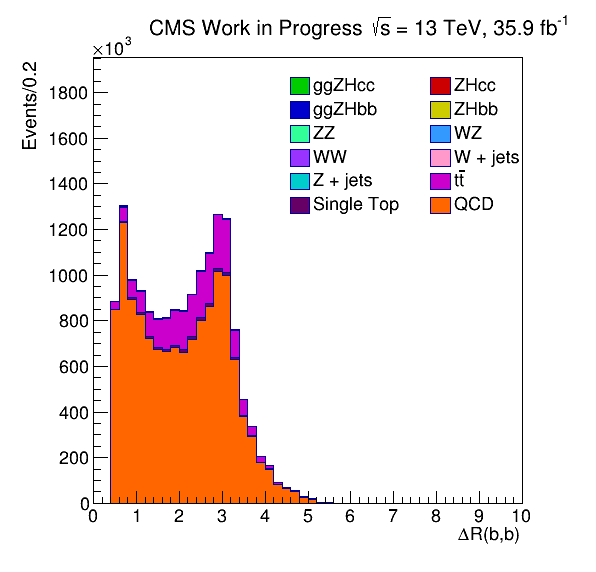 CMS Work in Progress √s = 13 TeV, 35.9 fb⁻¹
×10³
Events/0.2
1800
1600
1400
1200
1000
800
600
400
200
0
ggZHcc ZHcc
ggZHbb ZHbb
ZZ WZ
WW W + jets
Z + jets tt̄
Single Top QCD
0 1 2 3 4 5 6 7 8 9 10
ΔR(b,b)